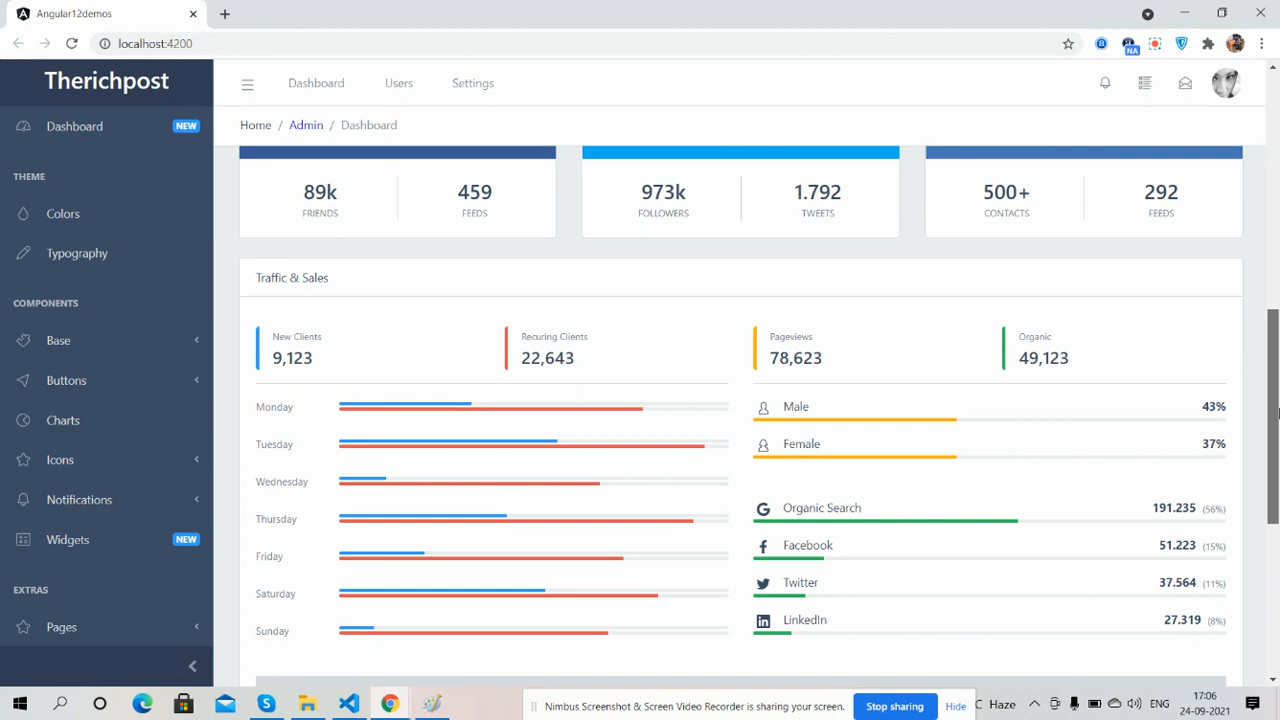 Angular12demos
localhost:4200
NA
Therichpost
Dashboard Users Settings
Home / Admin / Dashboard
Dashboard NEW
THEME
Colors
Typography
COMPONENTS
Base
Buttons
Charts
Icons
Notifications
Widgets NEW
EXTRAS
Pages
89k 459 973k 1.792 500+ 292
FRIENDS FEEDS FOLLOWERS TWEETS CONTACTS FEEDS
Traffic & Sales
New Clients Recuring Clients Pageviews Organic
9,123 22,643 78,623 49,123
Monday
Tuesday
Wednesday
Thursday
Friday
Saturday
Sunday
Male 43%
Female 37%
Organic Search 191.235 (56%)
Facebook 51.223 (15%)
Twitter 37.564 (11%)
LinkedIn 27.319 (8%)
Nimbus Screenshot & Screen Video Recorder is sharing your screen. Stop sharing Hide
C Haze ENG 17:06
24-09-2021